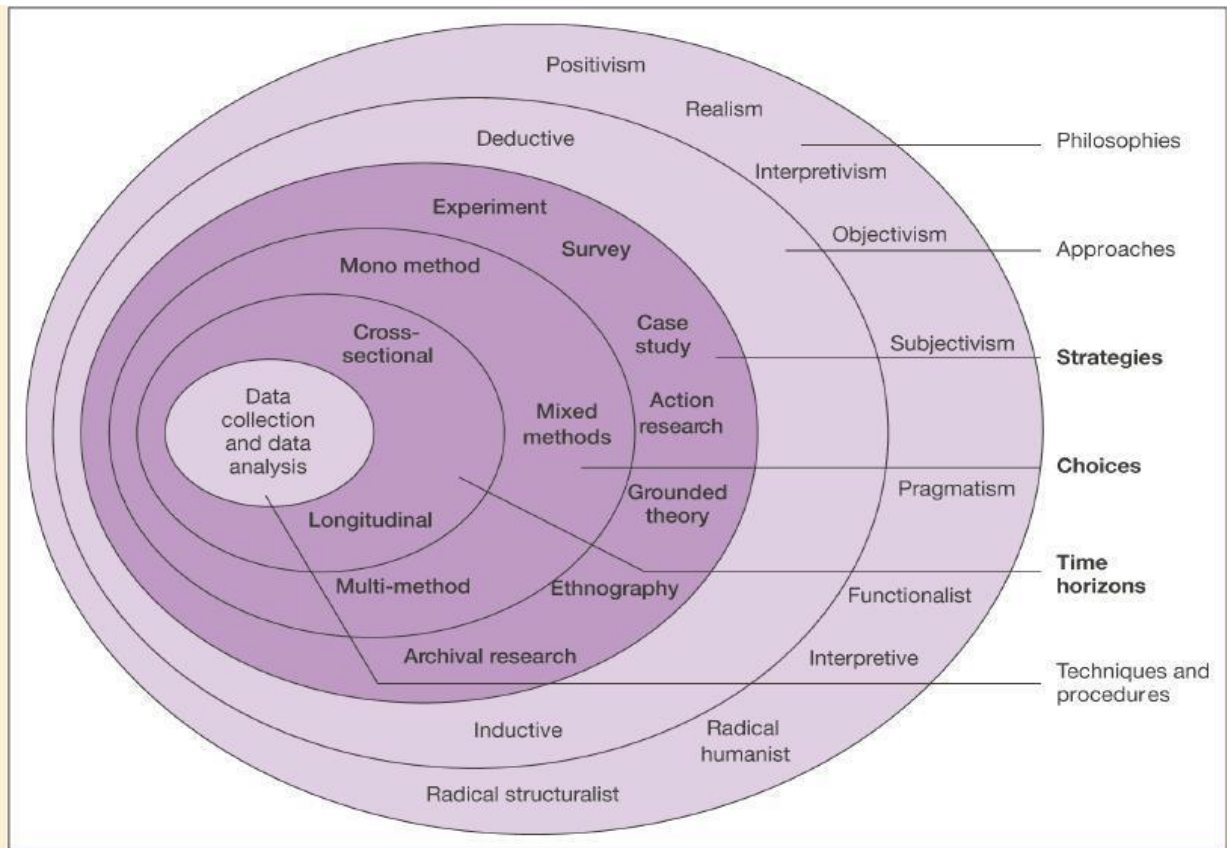 Positivism
Realism
Philosophies
Deductive
Interpretivism
Experiment
Objectivism
Survey
Approaches
Mono method
Case
study
Cross-
sectional
Subjectivism
Strategies
Data
collection
and data
analysis
Mixed
methods
Action
research
Choices
Pragmatism
Grounded
theory
Longitudinal
Time
horizons
Multi-method
Ethnography
Functionalist
Archival research
Interpretive
Techniques and
procedures
Inductive
Radical
humanist
Radical structuralist